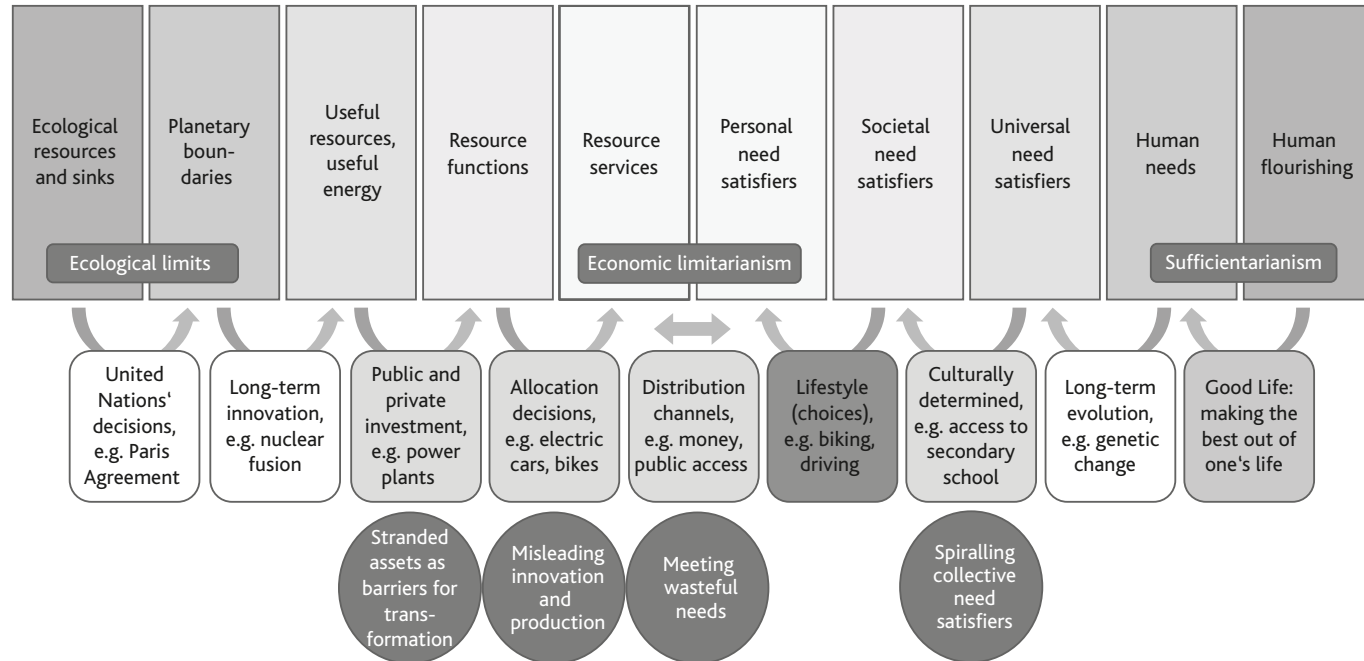 Ecological
resources
and sinks
Planetary
boun-
daries
Useful
resources,
useful
energy
Resource
functions
Resource
services
Personal
need
satisfiers
Societal
need
satisfiers
Universal
need
satisfiers
Human
needs
Human
flourishing
Ecological limits
Economic limitarianism
Sufficientarianism
United
Nations‘
decisions,
e.g. Paris
Agreement
Long-term
innovation,
e.g. nuclear
fusion
Public and
private
investment,
e.g. power
plants
Allocation
decisions,
e.g. electric
cars, bikes
Distribution
channels,
e.g. money,
public access
Lifestyle
(choices),
e.g. biking,
driving
Culturally
determined,
e.g. access to
secondary
school
Long-term
evolution,
e.g. genetic
change
Good Life:
making the
best out of
one‘s life
Stranded
assets as
barriers for
trans-
formation
Misleading
innovation
and
production
Meeting
wasteful
needs
Spiralling
collective
need
satisfiers